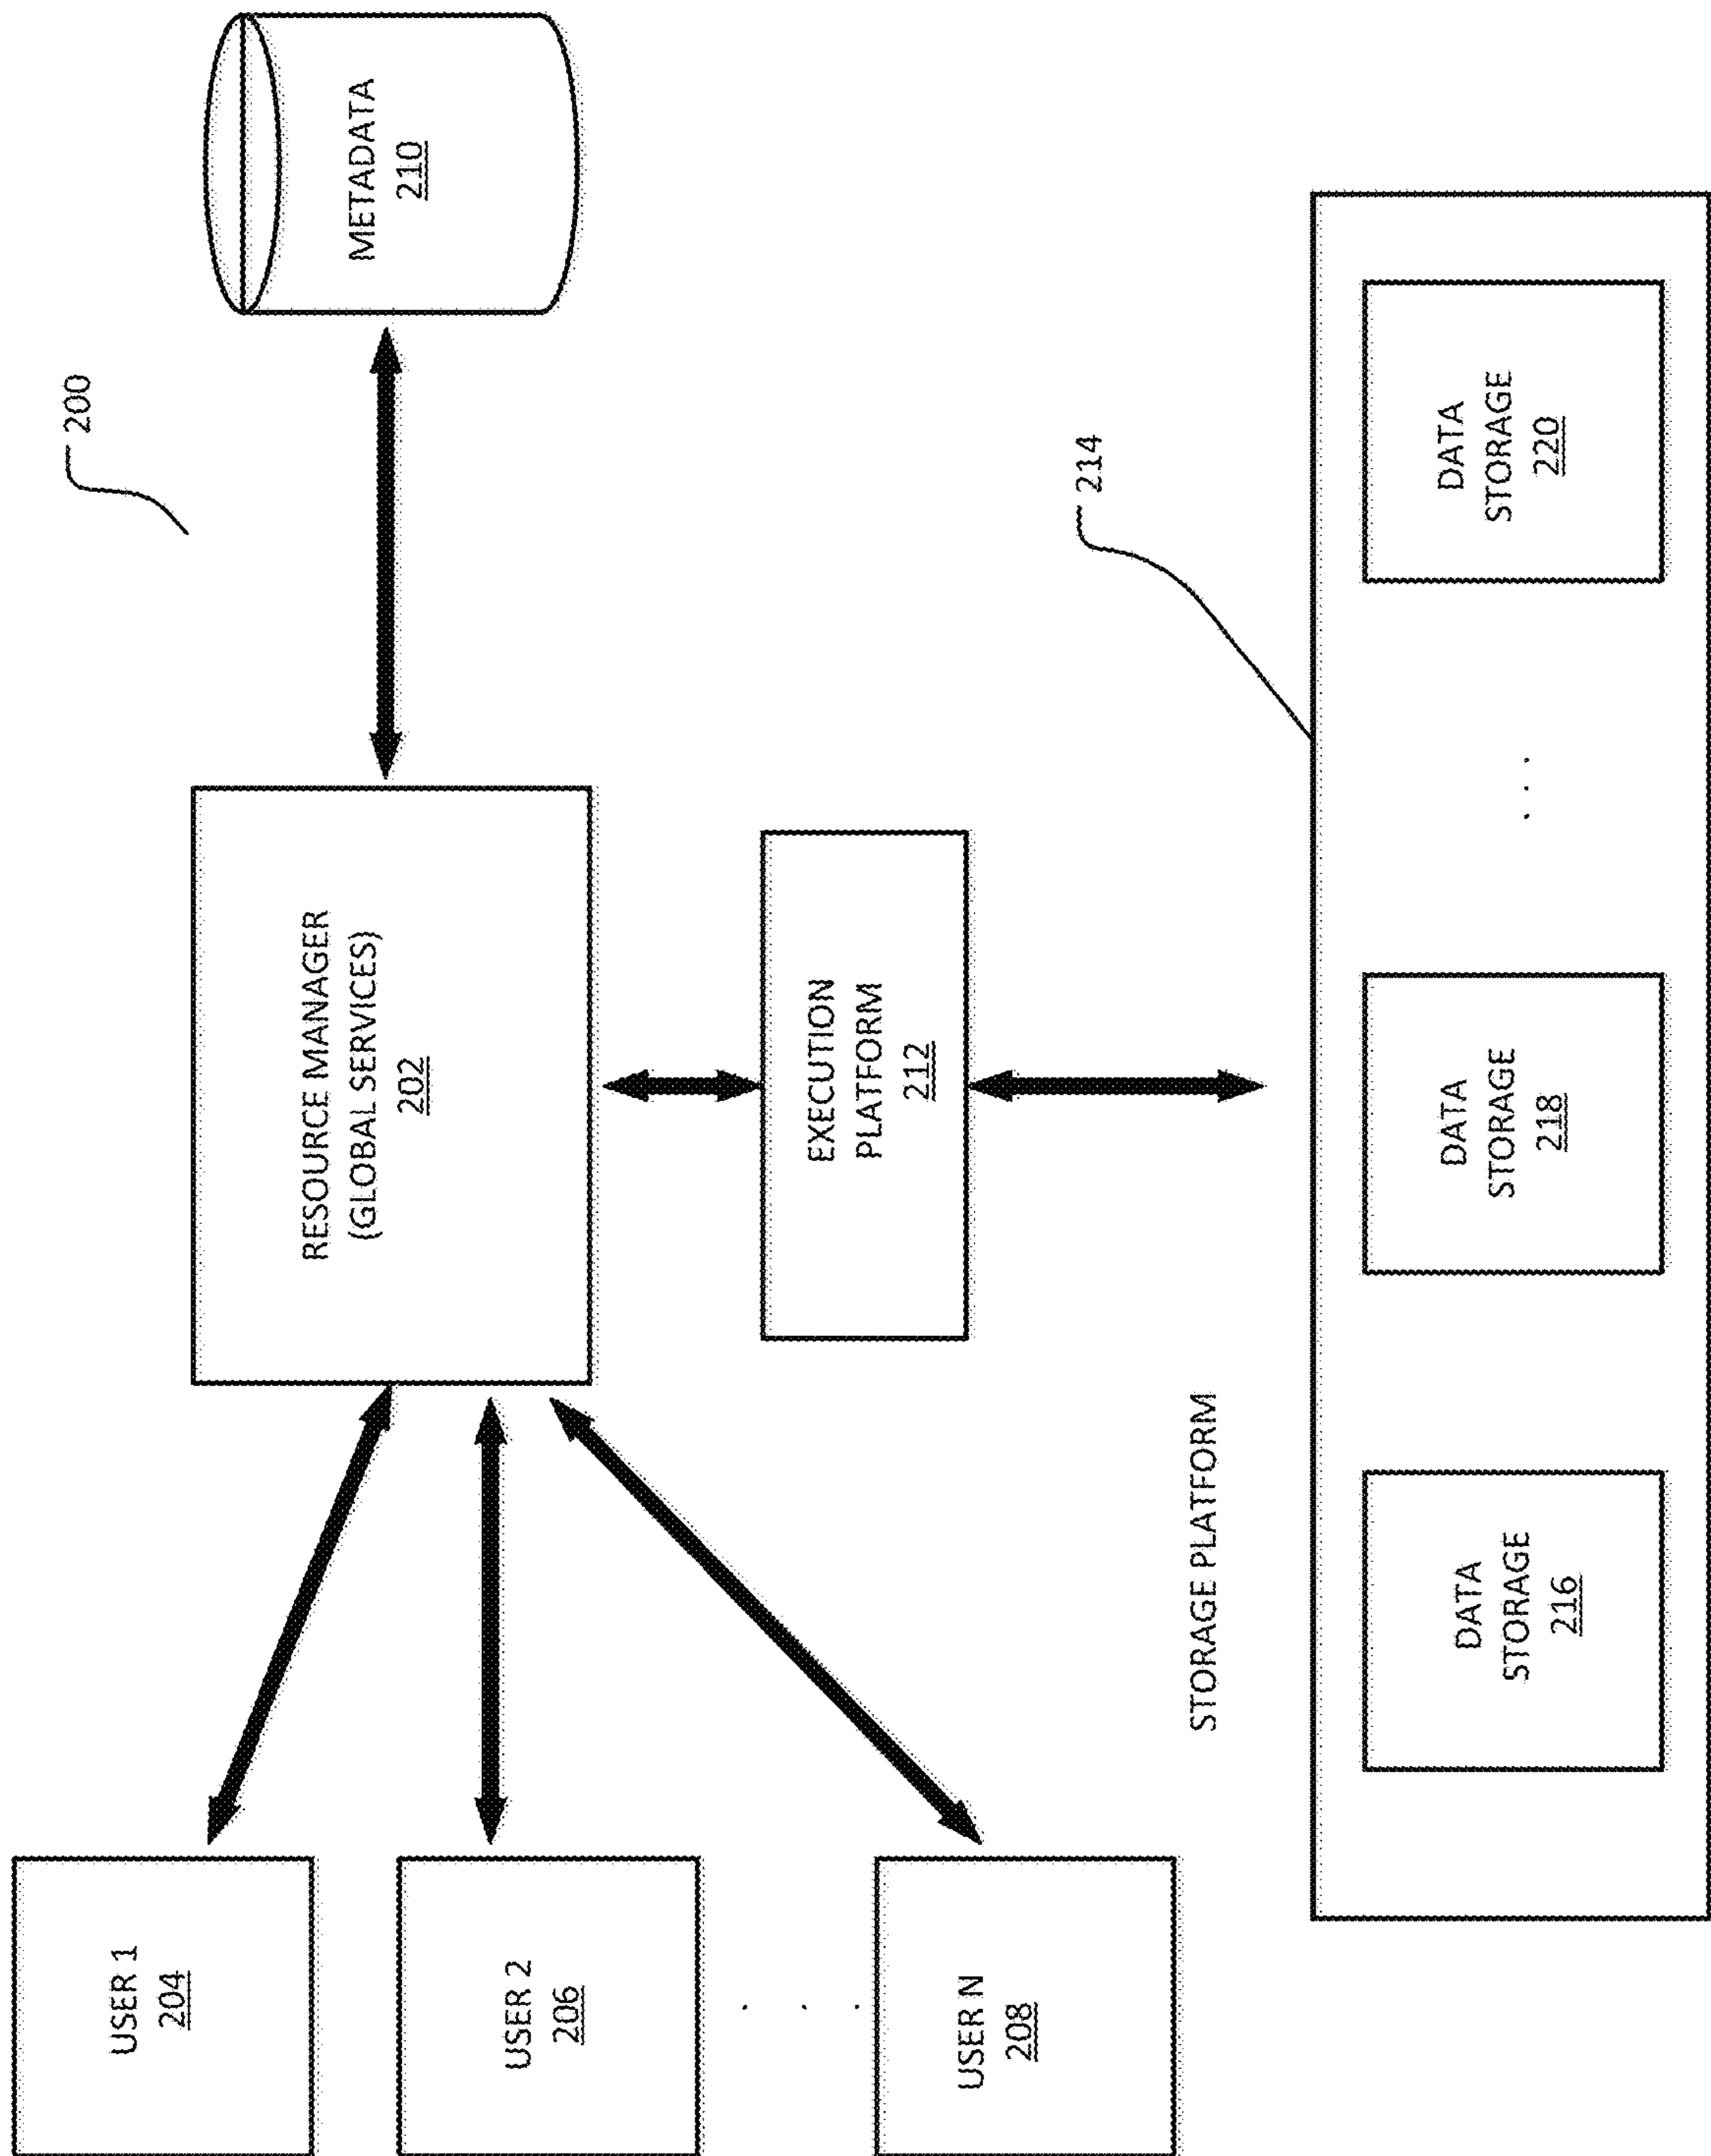 200
USER 1
204
USER 2
206
USER N
208
RESOURCE MANAGER
(GLOBAL SERVICES)
202
METADATA
210
EXECUTION
PLATFORM
212
STORAGE PLATFORM
214
DATA
STORAGE
216
DATA
STORAGE
218
. . .
DATA
STORAGE
220